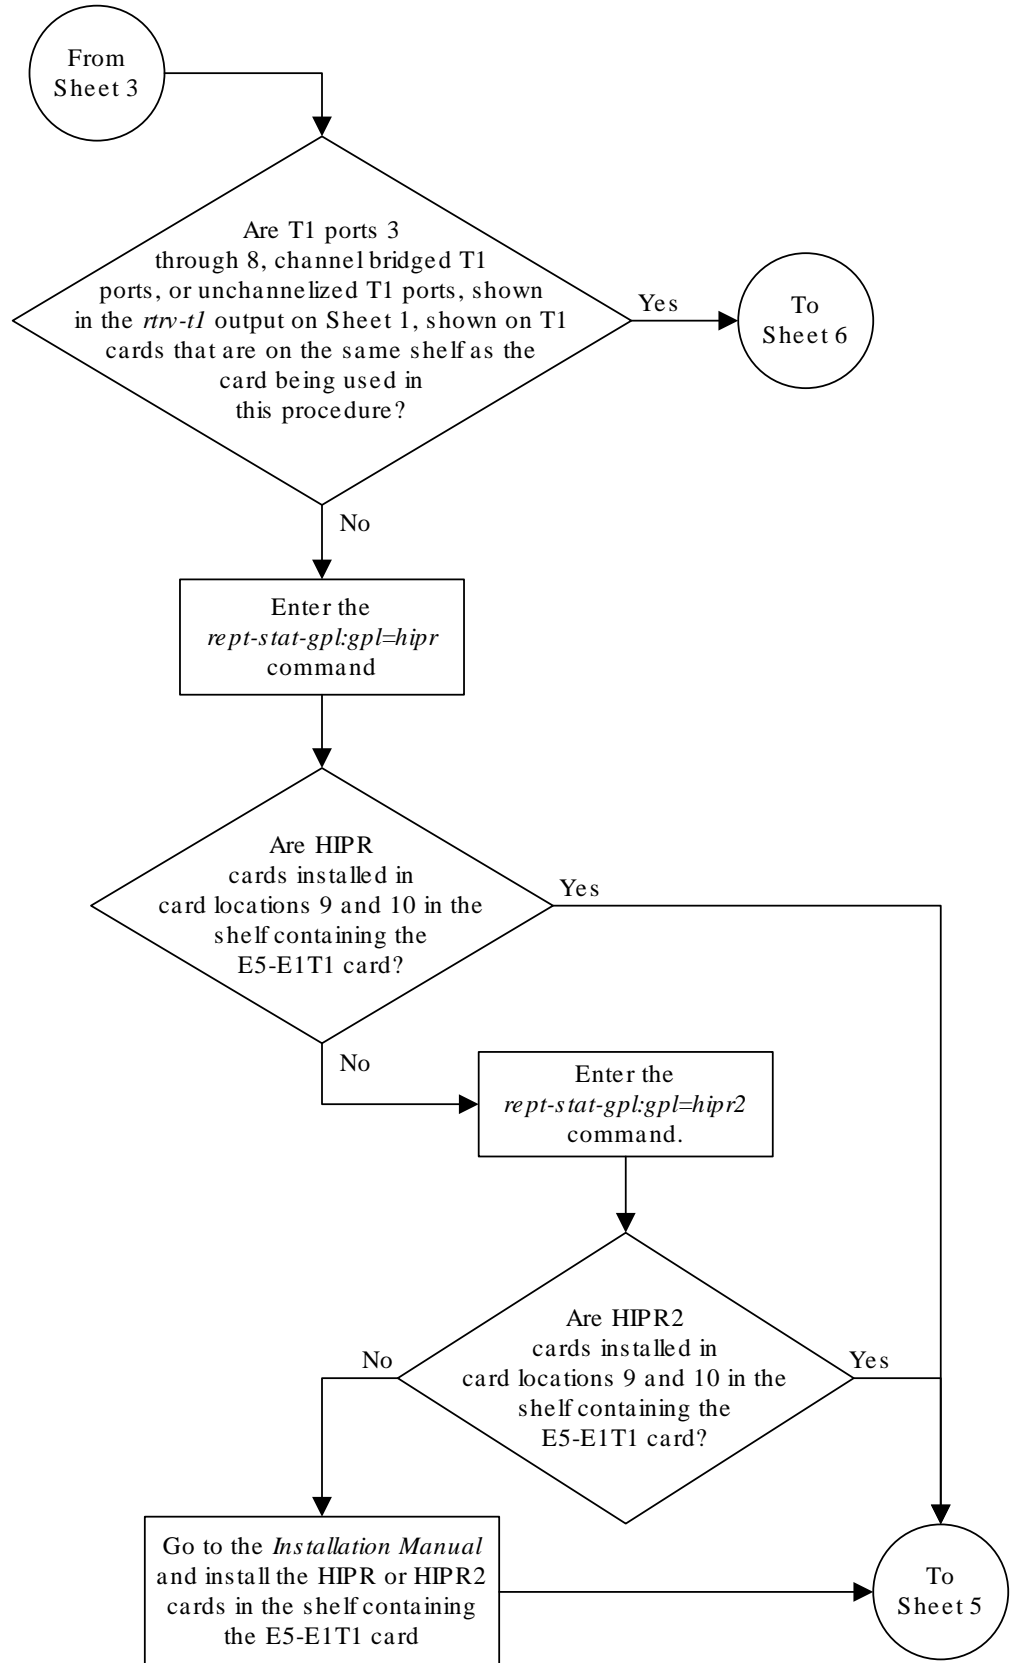 From
Sheet 3
Are T1 ports 3
through 8, channel bridged T1
ports, or unchannelized T1 ports, shown
in the rtrv-t1 output on Sheet 1, shown on T1
cards that are on the same shelf as the
card being used in
this procedure?
Yes
To
Sheet 6
No
Enter the
rept-stat-gpl:gpl=hipr
command
Are HIPR
cards installed in
card locations 9 and 10 in the
shelf containing the
E5-E1T1 card?
Yes
No
Enter the
rept-stat-gpl:gpl=hipr2
command.
Are HIPR2
cards installed in
card locations 9 and 10 in the
shelf containing the
E5-E1T1 card?
No
Yes
Go to the Installation Manual
and install the HIPR or HIPR2
cards in the shelf containing
the E5-E1T1 card
To
Sheet 5